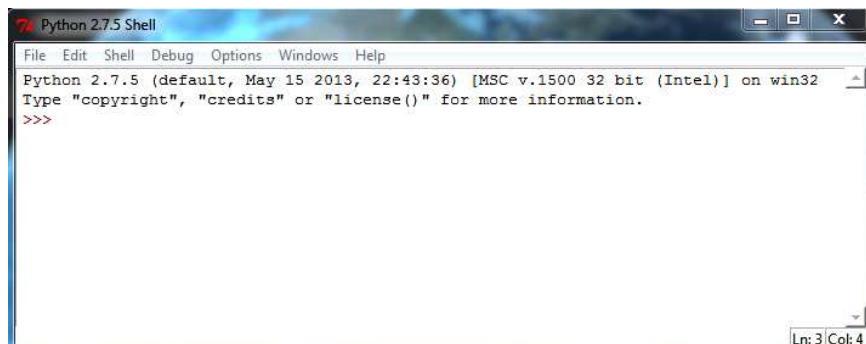 Python 2.7.5 Shell
File Edit Shell Debug Options Windows Help
Python 2.7.5 (default, May 15 2013, 22:43:36) [MSC v.1500 32 bit (Intel)] on win32
Type "copyright", "credits" or "license()" for more information.
>>>
Ln: 3 Col: 4